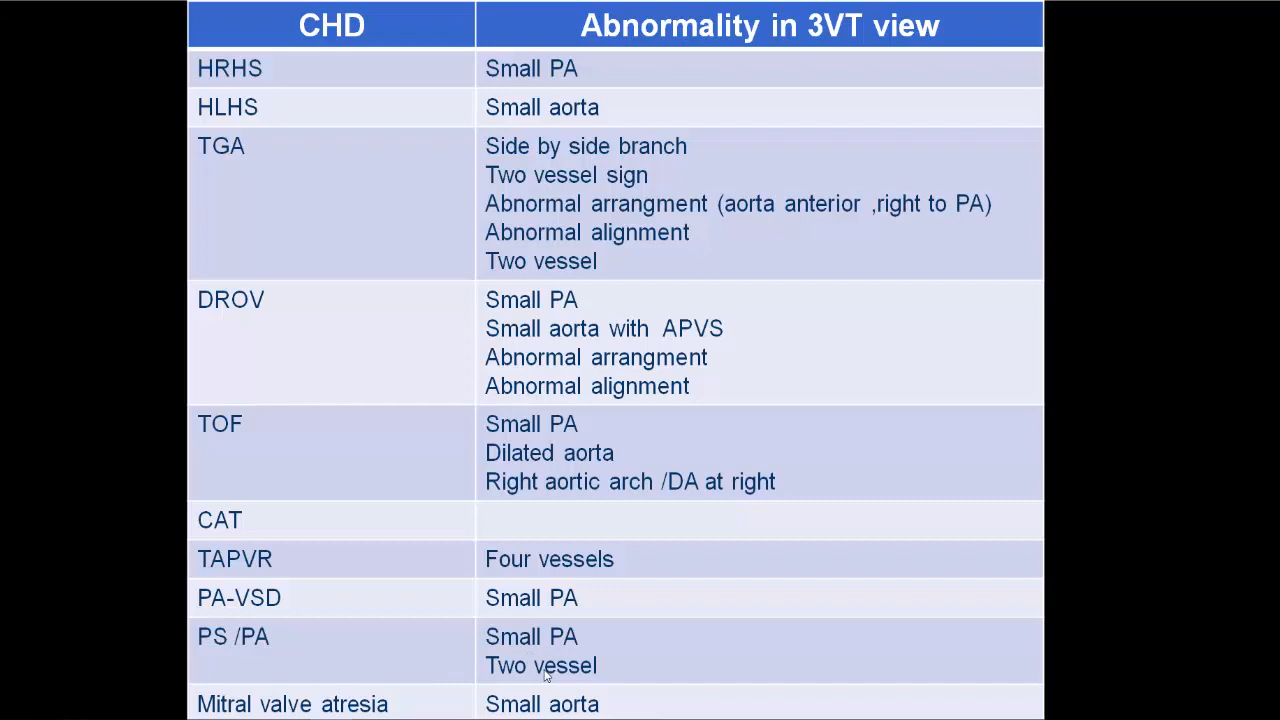 CHD
Abnormality in 3VT view
HRHS
Small PA
HLHS
Small aorta
TGA
Side by side branch
Two vessel sign
Abnormal arrangment (aorta anterior ,right to PA)
Abnormal alignment
Two vessel
DROV
Small PA
Small aorta with APVS
Abnormal arrangment
Abnormal alignment
TOF
Small PA
Dilated aorta
Right aortic arch /DA at right
CAT
TAPVR
Four vessels
PA-VSD
Small PA
PS /PA
Small PA
Two vessel
Mitral valve atresia
Small aorta